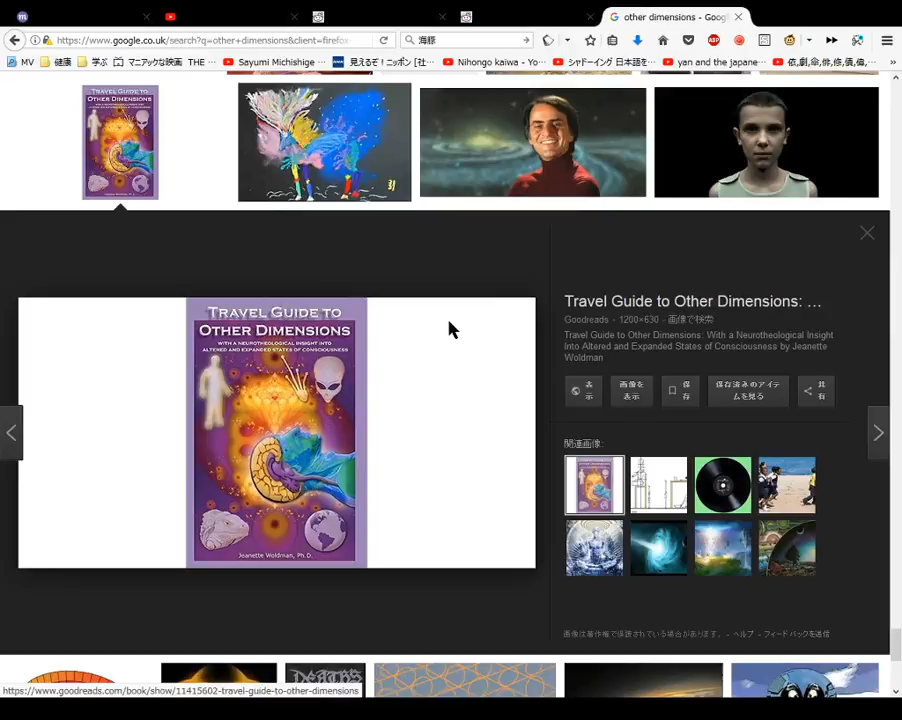 other dimensions - Goog
https://www.google.co.uk/search?q=other+dimensions&client=firefox
海豚
MV
健康
学ぶ
マニアックな映画
THE
Sayumi Michishige
見えるぞ!ニッポン [社…
Nihongo kaiwa - Yo…
シャドーイング 日本語を…
yan and the japane…
TRAVEL GUIDE TO
OTHER DIMENSIONS
31
TRAVEL GUIDE TO
OTHER DIMENSIONS
WITH A NEUROTHEOLOGICAL INSIGHT INTO
ALTERED AND EXPANDED STATES OF CONSCIOUSNESS
Jeanette Woldman, Ph.D.
Travel Guide to Other Dimensions: …
Goodreads - 1200×630 - 画像で検索
Travel Guide to Other Dimensions: With a Neurotheological Insight
Into Altered and Expanded States of Consciousness by Jeanette
Woldman
表示
画像を表示
保存
保存済みのアイテムを見る
共有
関連画像:
画像は著作権で保護されている場合があります。 - ヘルプ - フィードバックを送信
DEATHS
https://www.goodreads.com/book/show/11415602-travel-guide-to-other-dimensions